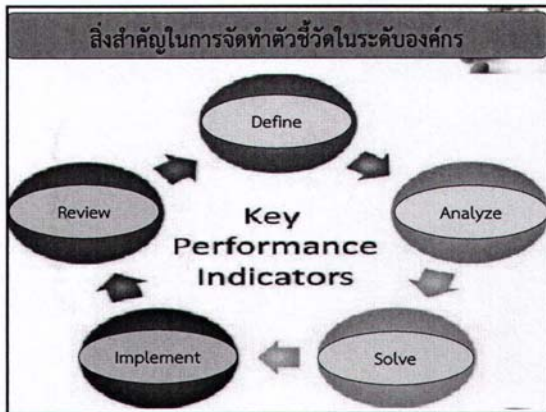 สิ่งสำคัญในการจัดทำตัวชี้วัดในระดับองค์กร
Define
Analyze
Solve
Implement
Review
Key
Performance
Indicators